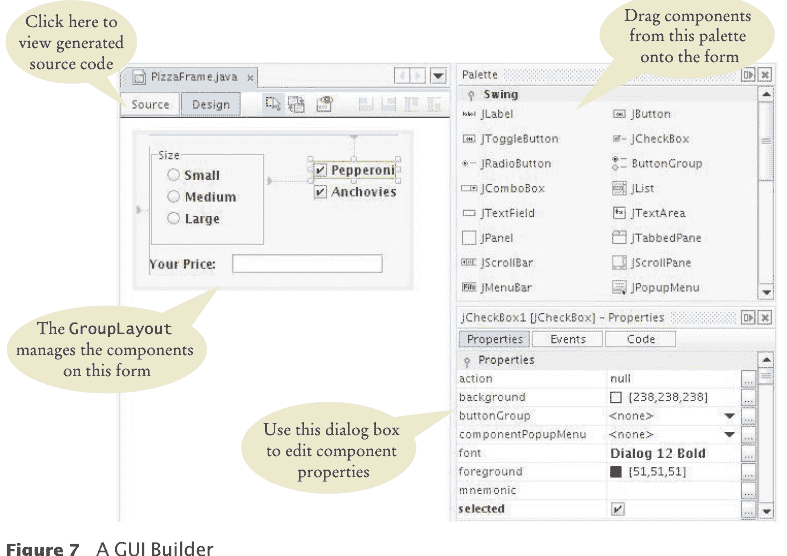 Click here to
view generated
source code
Drag components
from this palette
onto the form
PizzaFrame.java x
Source Design
Size
Small
Medium
Large
Pepperoni
Anchovies
Your Price:
The GroupLayout
manages the components
on this form
Palette
Swing
label JLabel JButton
JToggleButton JCheckBox
JRadioButton ButtonGroup
JComboBox JList
JTextField JTextArea
JPanel JTabbedPane
JScrollBar JScrollPane
JMenuBar JPopupMenu
jCheckBox1 [JCheckBox] - Properties
Properties Events Code
Properties
action null ...
background [238,238,238] ...
buttonGroup <none> ...
componentPopupMenu <none> ...
font Dialog 12 Bold ...
foreground [51,51,51] ...
mnemonic ...
selected ...
Use this dialog box
to edit component
properties
Figure 7 A GUI Builder